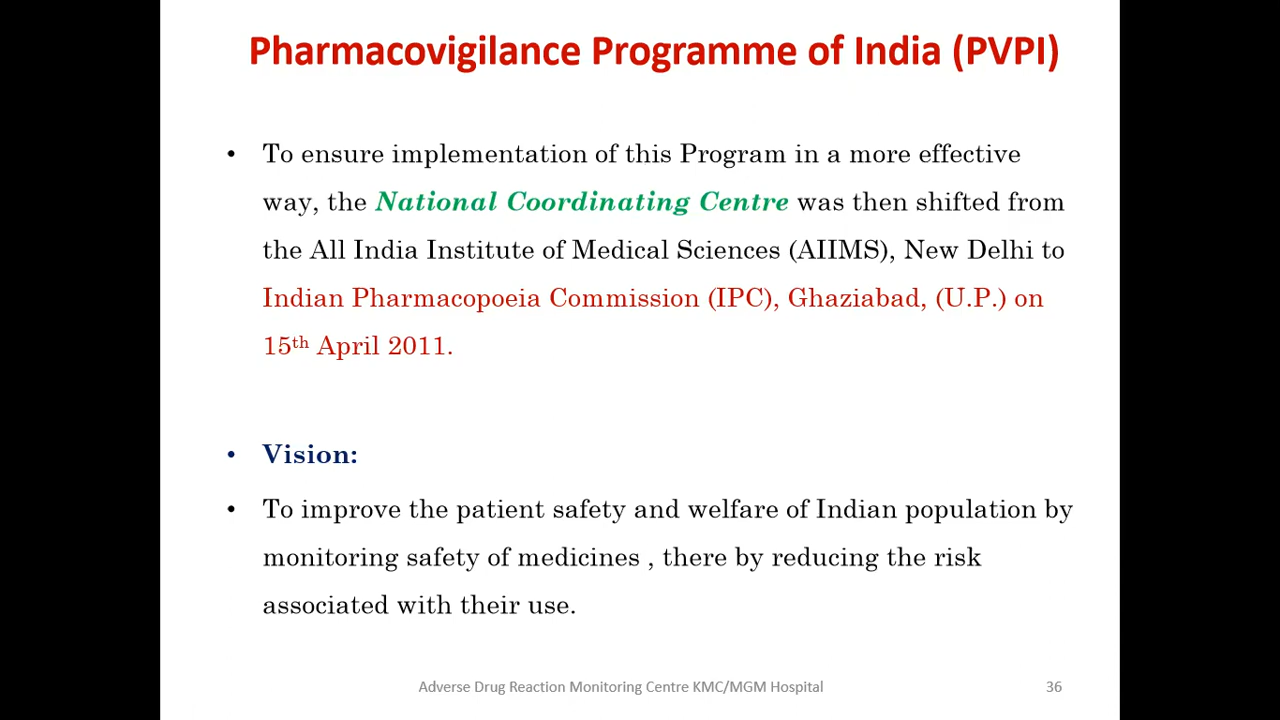 Pharmacovigilance Programme of India (PVPI)
• To ensure implementation of this Program in a more effective
way, the National Coordinating Centre was then shifted from
the All India Institute of Medical Sciences (AIIMS), New Delhi to
Indian Pharmacopoeia Commission (IPC), Ghaziabad, (U.P.) on
15th April 2011.
• Vision:
• To improve the patient safety and welfare of Indian population by
monitoring safety of medicines , there by reducing the risk
associated with their use.
Adverse Drug Reaction Monitoring Centre KMC/MGM Hospital 36